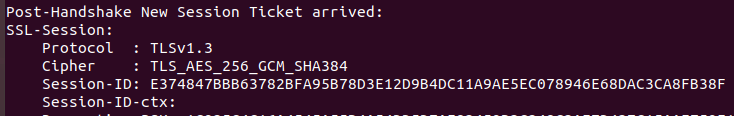 Post-Handshake New Session Ticket arrived:
SSL-Session:
Protocol : TLSv1.3
Cipher : TLS_AES_256_GCM_SHA384
Session-ID: E374847BBB63782BFA95B78D3E12D9B4DC11A9AE5EC078946E68DAC3CA8FB38F
Session-ID-ctx: